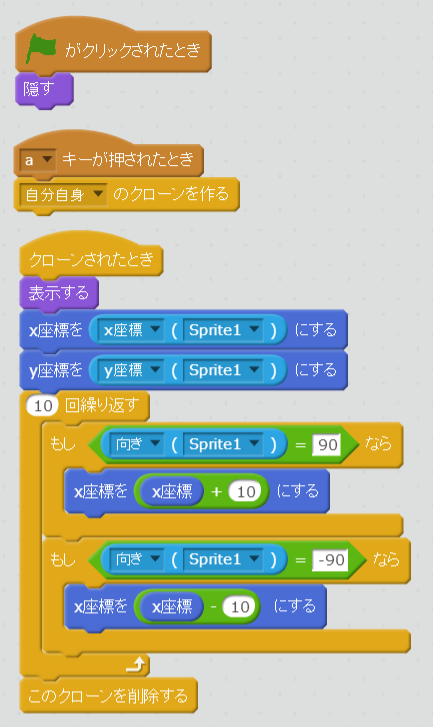 がクリックされたとき
隠す
a キーが押されたとき
自分自身 のクローンを作る
クローンされたとき
表示する
x座標を x座標 ( Sprite1 ) にする
y座標を y座標 ( Sprite1 ) にする
10 回繰り返す
もし 向き ( Sprite1 ) = 90 なら
x座標を x座標 + 10 にする
もし 向き ( Sprite1 ) = -90 なら
x座標を x座標 - 10 にする
このクローンを削除する